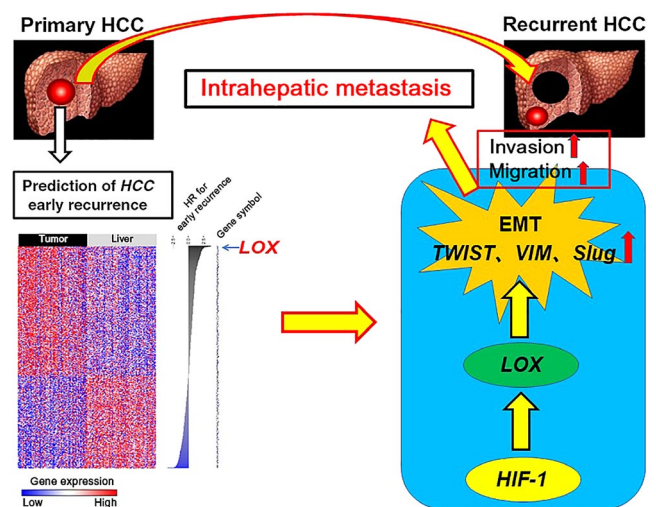 Primary HCC
Recurrent HCC
Intrahepatic metastasis
Invasion
Migration
Prediction of HCC
early recurrence
HR for
early recurrence
Gene symbol
LOX
Tumor
Liver
EMT
TWIST、VIM、Slug
LOX
HIF-1
Gene expression
Low
High